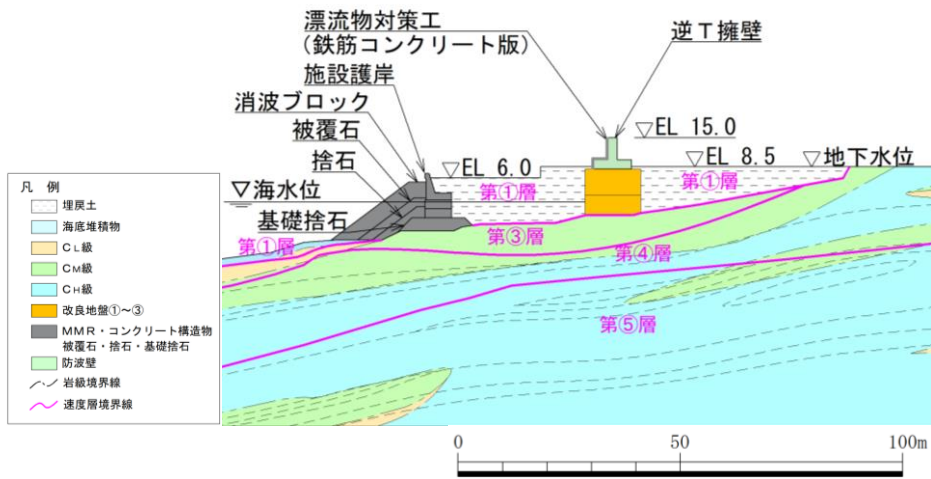 漂流物対策工
(鉄筋コンクリート版)
逆T擁壁
施設護岸
消波ブロック
被覆石
捨石
▽海水位
基礎捨石
▽EL 6.0
▽EL 15.0
▽EL 8.5
▽地下水位
第①層
第①層
第①層
第③層
第④層
第⑤層
凡 例
埋戻土
海底堆積物
CL級
CM級
CH級
改良地盤①～③
MMR・コンクリート構造物
被覆石・捨石・基礎捨石
防波壁
岩級境界線
速度層境界線
0 50 100m